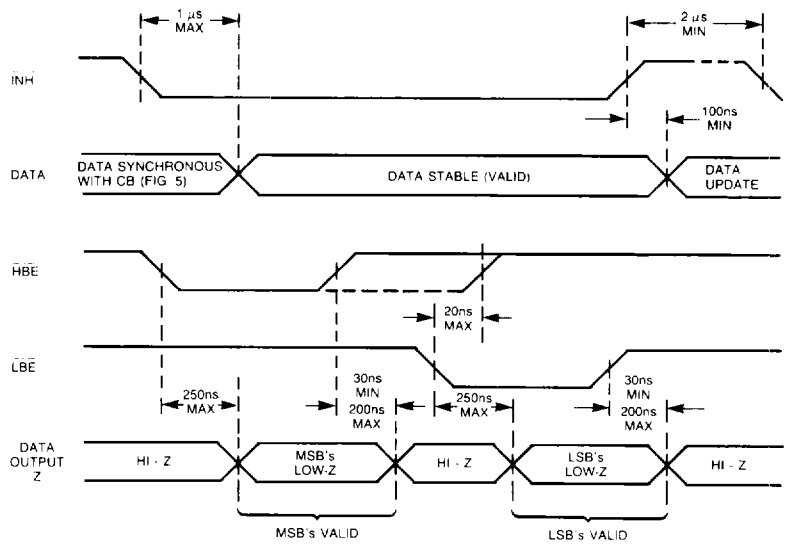 1 μs
MAX
2 μs
MIN
INH
100ns
MIN
DATA
DATA SYNCHRONOUS
WITH CB (FIG 5)
DATA STABLE (VALID)
DATA
UPDATE
HBE
20ns
MAX
LBE
250ns
MAX
30ns
MIN
200ns
MAX
250ns
MAX
30ns
MIN
200ns
MAX
DATA
OUTPUT
Z
HI - Z
MSB's
LOW-Z
HI - Z
LSB's
LOW-Z
HI - Z
MSB's VALID
LSB's VALID